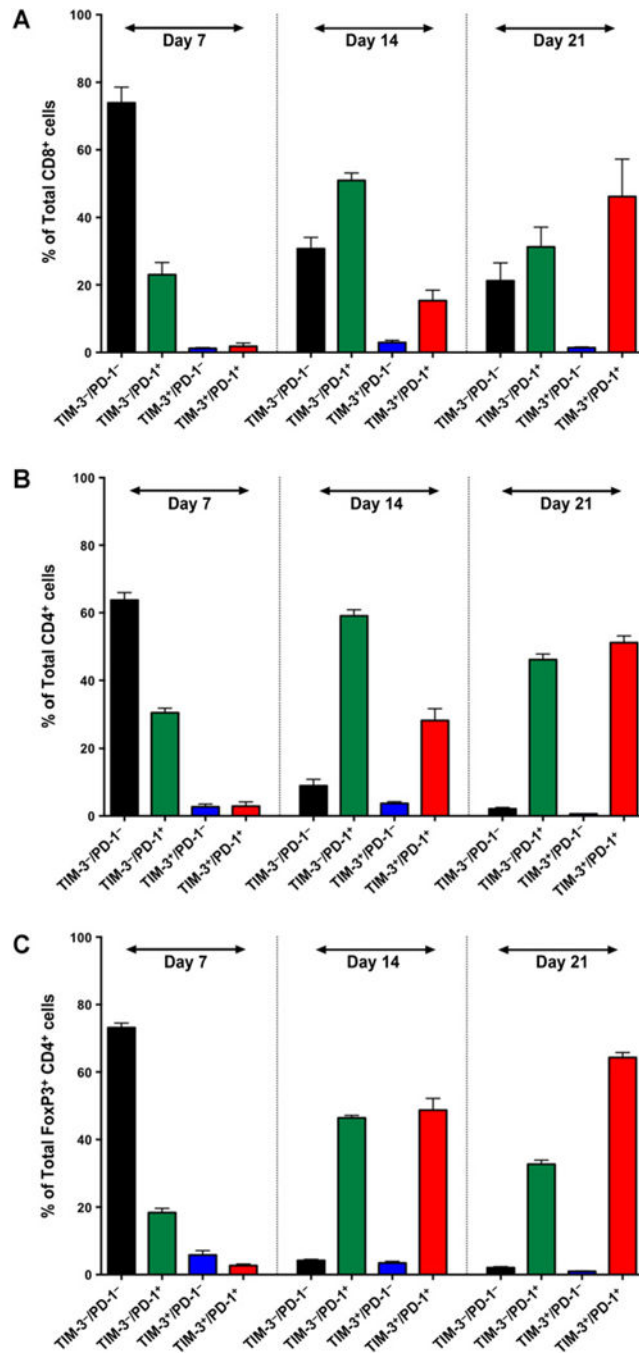 A
% of Total CD8⁺ cells
100
80
60
40
20
0
Day 7
Day 14
Day 21
TIM-3⁻/PD-1⁻
TIM-3⁻/PD-1⁺
TIM-3⁺/PD-1⁻
TIM-3⁺/PD-1⁺
TIM-3⁻/PD-1⁻
TIM-3⁻/PD-1⁺
TIM-3⁺/PD-1⁻
TIM-3⁺/PD-1⁺
TIM-3⁻/PD-1⁻
TIM-3⁻/PD-1⁺
TIM-3⁺/PD-1⁻
TIM-3⁺/PD-1⁺
B
% of Total CD4⁺ cells
100
80
60
40
20
0
Day 7
Day 14
Day 21
TIM-3⁻/PD-1⁻
TIM-3⁻/PD-1⁺
TIM-3⁺/PD-1⁻
TIM-3⁺/PD-1⁺
TIM-3⁻/PD-1⁻
TIM-3⁻/PD-1⁺
TIM-3⁺/PD-1⁻
TIM-3⁺/PD-1⁺
TIM-3⁻/PD-1⁻
TIM-3⁻/PD-1⁺
TIM-3⁺/PD-1⁻
TIM-3⁺/PD-1⁺
C
% of Total FoxP3⁺ CD4⁺ cells
100
80
60
40
20
0
Day 7
Day 14
Day 21
TIM-3⁻/PD-1⁻
TIM-3⁻/PD-1⁺
TIM-3⁺/PD-1⁻
TIM-3⁺/PD-1⁺
TIM-3⁻/PD-1⁻
TIM-3⁻/PD-1⁺
TIM-3⁺/PD-1⁻
TIM-3⁺/PD-1⁺
TIM-3⁻/PD-1⁻
TIM-3⁻/PD-1⁺
TIM-3⁺/PD-1⁻
TIM-3⁺/PD-1⁺